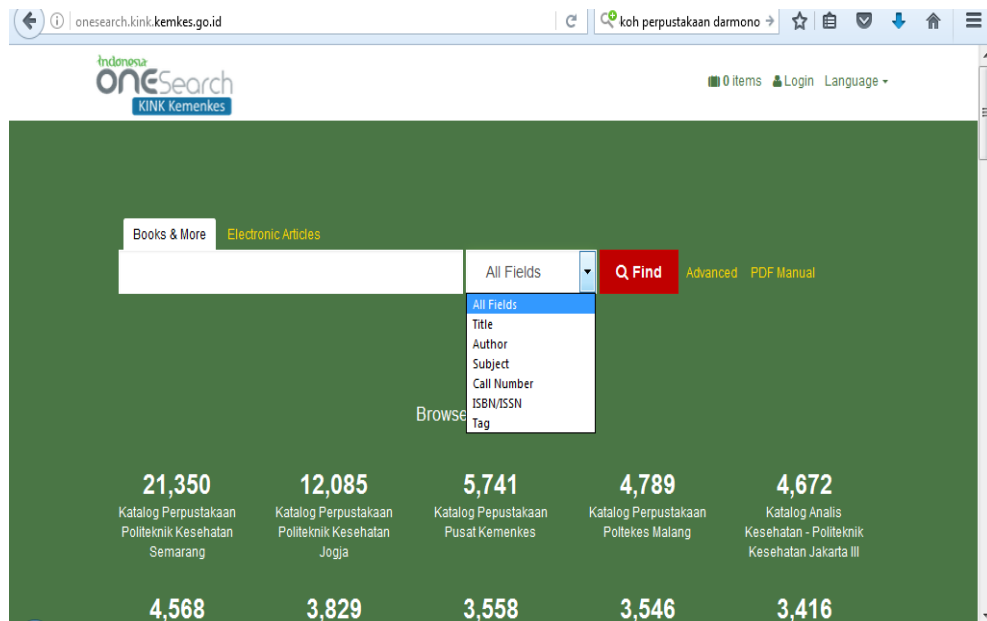 onesearch.kink.kemkes.go.id
koh perpustakaan darmono
Indonesia
OneSearch
KINK Kemenkes
0 items Login Language
Books & More Electronic Articles
All Fields Find Advanced PDF Manual
All Fields
Title
Author
Subject
Call Number
ISBN/ISSN
Tag
Browse
21,350 12,085 5,741 4,789 4,672
Katalog Perpustakaan Katalog Perpustakaan Katalog Pepustakaan Katalog Perpustakaan Katalog Analis
Politeknik Kesehatan Politeknik Kesehatan Pusat Kemenkes Poltekes Malang Kesehatan - Politeknik
Semarang Jogja Kesehatan Jakarta III
4,568 3,829 3,558 3,546 3,416